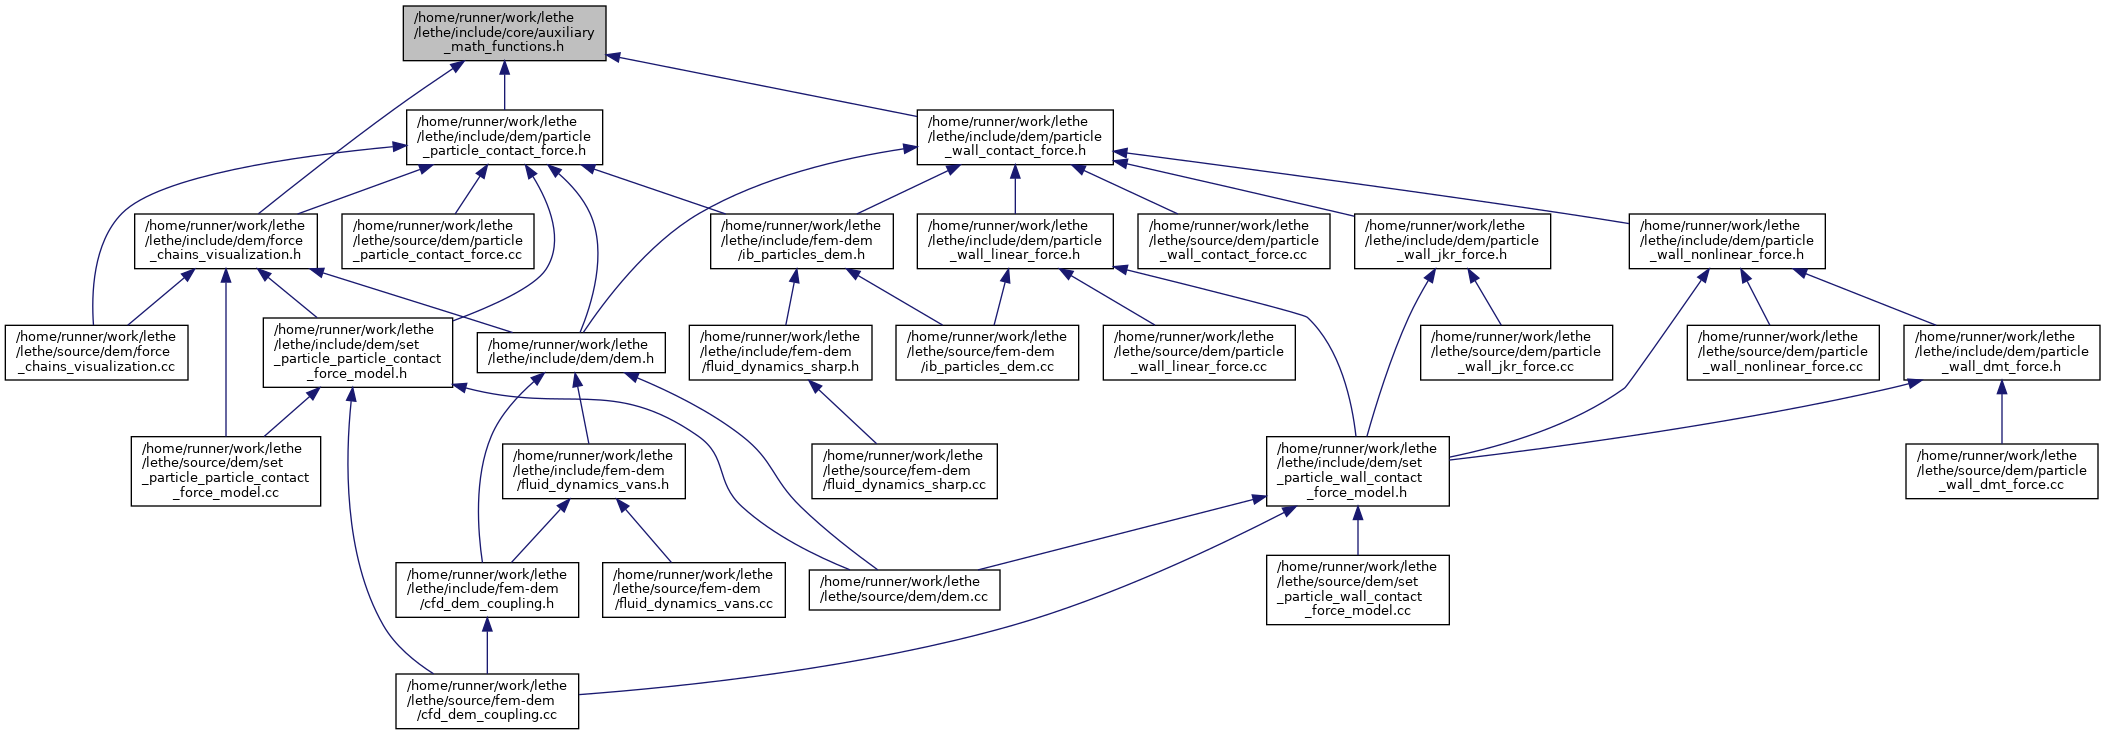 /home/runner/work/lethe
/lethe/include/core/auxiliary
_math_functions.h
/home/runner/work/lethe
/lethe/include/dem/particle
_particle_contact_force.h
/home/runner/work/lethe
/lethe/include/dem/particle
_wall_contact_force.h
/home/runner/work/lethe
/lethe/include/dem/force
_chains_visualization.h
/home/runner/work/lethe
/lethe/source/dem/particle
_particle_contact_force.cc
/home/runner/work/lethe
/lethe/include/fem-dem
/ib_particles_dem.h
/home/runner/work/lethe
/lethe/include/dem/particle
_wall_linear_force.h
/home/runner/work/lethe
/lethe/source/dem/particle
_wall_contact_force.cc
/home/runner/work/lethe
/lethe/include/dem/particle
_wall_jkr_force.h
/home/runner/work/lethe
/lethe/include/dem/particle
_wall_nonlinear_force.h
/home/runner/work/lethe
/lethe/source/dem/force
_chains_visualization.cc
/home/runner/work/lethe
/lethe/include/dem/set
_particle_particle_contact
_force_model.h
/home/runner/work/lethe
/lethe/include/dem/dem.h
/home/runner/work/lethe
/lethe/include/fem-dem
/fluid_dynamics_sharp.h
/home/runner/work/lethe
/lethe/source/fem-dem
/ib_particles_dem.cc
/home/runner/work/lethe
/lethe/source/dem/particle
_wall_linear_force.cc
/home/runner/work/lethe
/lethe/source/dem/particle
_wall_jkr_force.cc
/home/runner/work/lethe
/lethe/source/dem/particle
_wall_nonlinear_force.cc
/home/runner/work/lethe
/lethe/include/dem/particle
_wall_dmt_force.h
/home/runner/work/lethe
/lethe/source/dem/set
_particle_particle_contact
_force_model.cc
/home/runner/work/lethe
/lethe/include/fem-dem
/fluid_dynamics_vans.h
/home/runner/work/lethe
/lethe/source/fem-dem
/fluid_dynamics_sharp.cc
/home/runner/work/lethe
/lethe/include/dem/set
_particle_wall_contact
_force_model.h
/home/runner/work/lethe
/lethe/source/dem/particle
_wall_dmt_force.cc
/home/runner/work/lethe
/lethe/include/fem-dem
/cfd_dem_coupling.h
/home/runner/work/lethe
/lethe/source/fem-dem
/fluid_dynamics_vans.cc
/home/runner/work/lethe
/lethe/source/dem/dem.cc
/home/runner/work/lethe
/lethe/source/dem/set
_particle_wall_contact
_force_model.cc
/home/runner/work/lethe
/lethe/source/fem-dem
/cfd_dem_coupling.cc